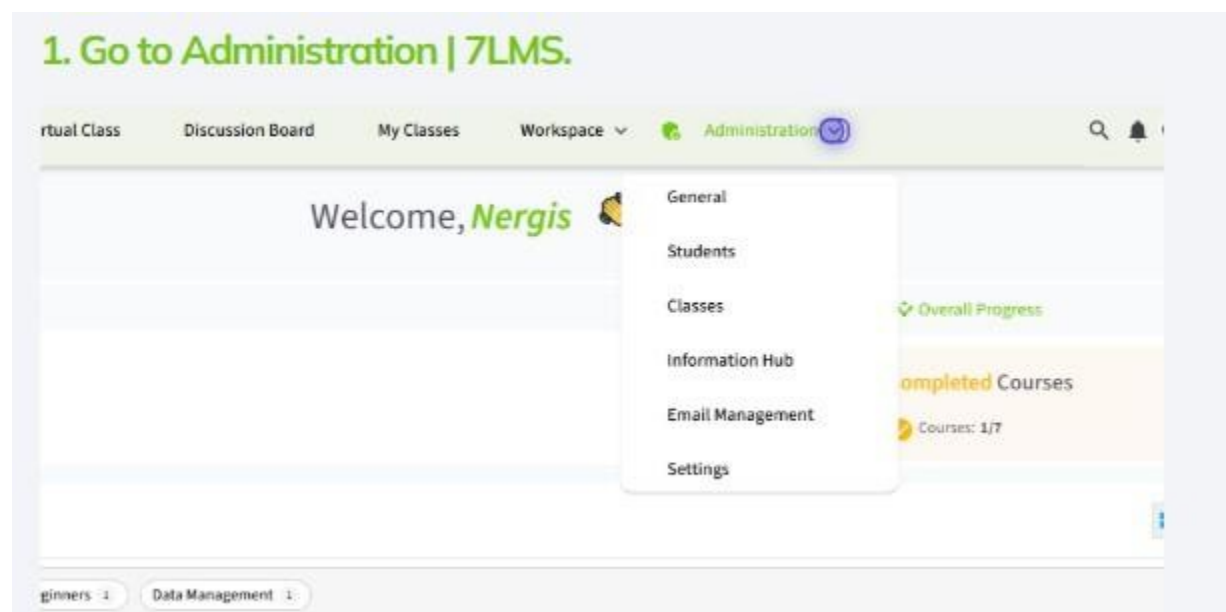 1. Go to Administration | 7LMS.
rtual Class Discussion Board My Classes Workspace Administration
Welcome, Nergis
General
Students
Classes
Overall Progress
Information Hub
ompleted Courses
Email Management
Courses: 1/7
Settings
ginners 1 Data Management 1